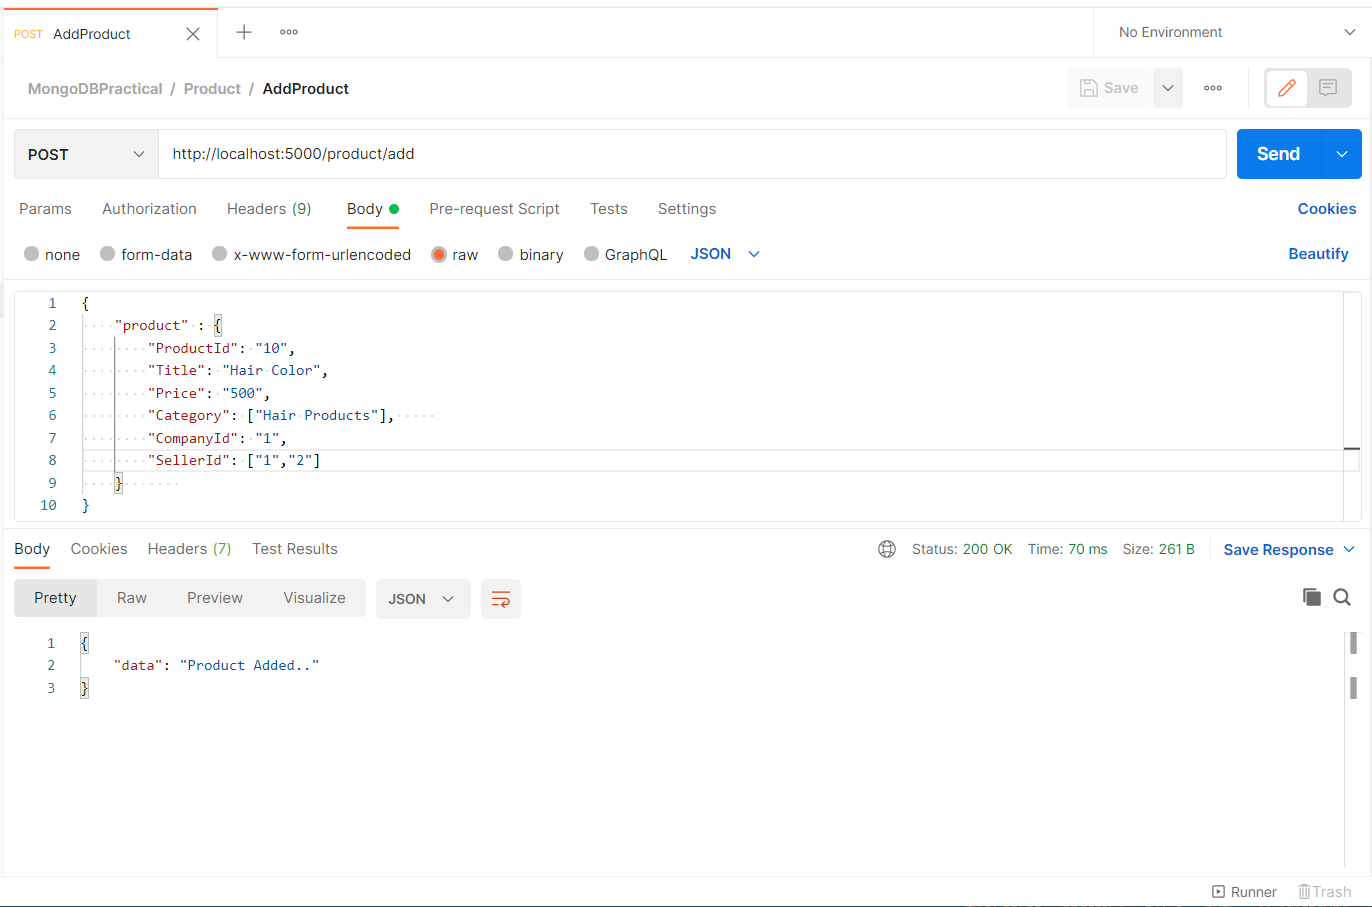 POST AddProduct No Environment
MongoDBPractical / Product / AddProduct Save
POST http://localhost:5000/product/add Send
Params Authorization Headers (9) Body Pre-request Script Tests Settings Cookies
none form-data x-www-form-urlencoded raw binary GraphQL JSON Beautify
1 {
2 "product" : {
3 "ProductId": "10",
4 "Title": "Hair Color",
5 "Price": "500",
6 "Category": ["Hair Products"],
7 "CompanyId": "1",
8 "SellerId": ["1","2"]
9 }
10 }
Body Cookies Headers (7) Test Results Status: 200 OK Time: 70 ms Size: 261 B Save Response
Pretty Raw Preview Visualize JSON
1 {
2 "data": "Product Added.."
3 }
Runner Trash